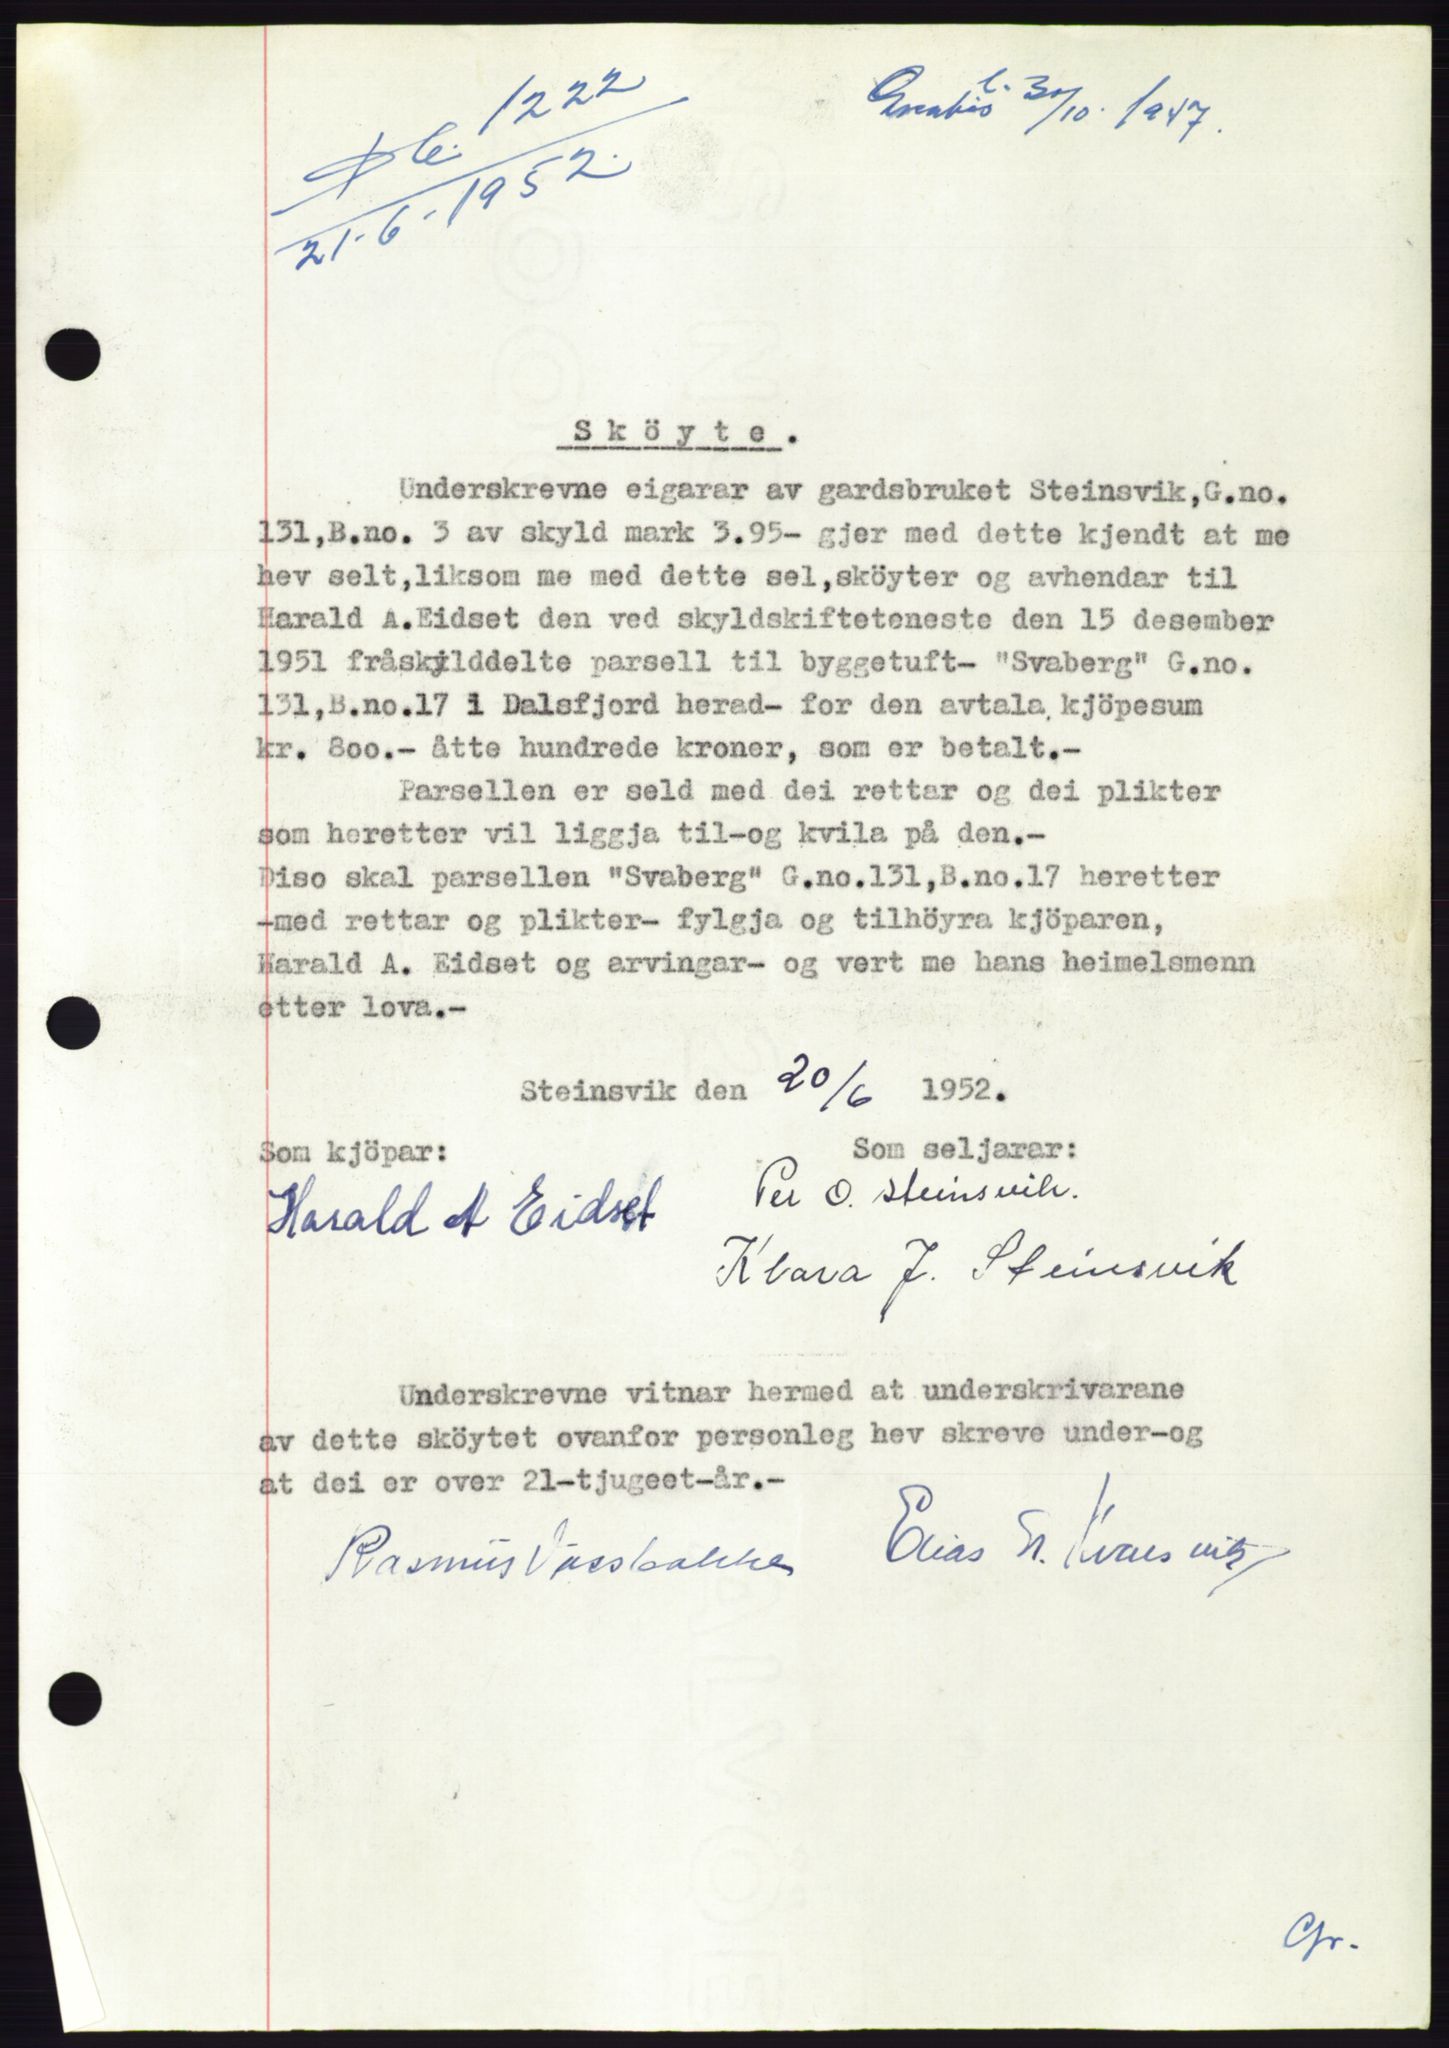 1222
21.-6.-1952.
30/10. 1947.
Sköyte.
Underskrevne eigarar av gardsbruket Steinsvik,G.no.
131,B.no. 3 av skyld mark 3.95- gjer med dette kjendt at me
hev selt,liksom me med dette sel,sköyter og avhendar til
Harald A.Eidset den ved skyldskifteteneste den 15 desember
1951 fråskylddelte parsell til byggetuft- "Svaberg" G.no.
131,B.no.17 i Dalsfjord herad- for den avtala kjöpesum
kr. 8oo.- åtte hundrede kroner, som er betalt.-
Parsellen er seld med dei rettar og dei plikter
som heretter vil liggja til-og kvila på den.-
Diso skal parsellen "Svaberg" G.no.131,B.no.17 heretter
-med rettar og plikter- fylgja og tilhöyra kjöparen,
Harald A. Eidset og arvingar- og vert me hans heimelsmenn
etter lova.-
Steinsvik den 20/6 1952.
Som kjöpar: Som seljarar:
Harald A Eidset Per O. Steinsvik.
Klara J. Steinsvik
Underskrevne vitnar hermed at underskrivarane
av dette sköytet ovanfor personleg hev skreve under-og
at dei er over 21-tjugeet-år.-
Rasmus Elias
Gr.